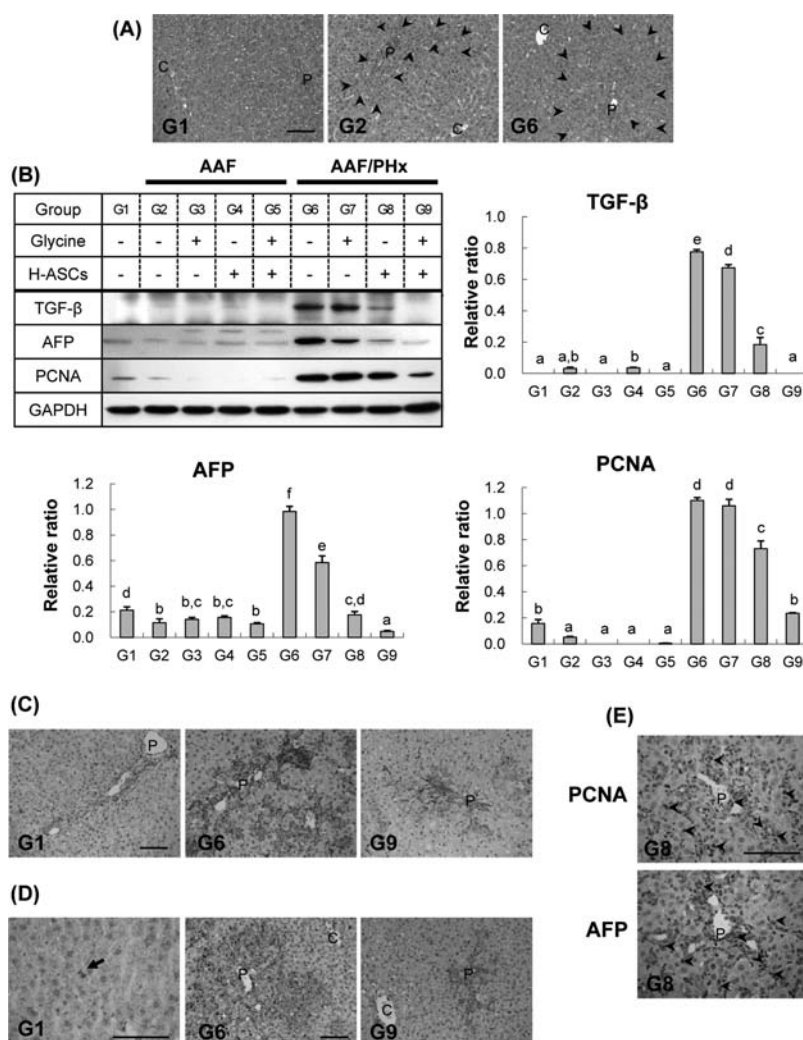 (A)
C
P
G1
P
C
G2
C
P
G6
(B)
AAF
AAF/PHx
Group G1 G2 G3 G4 G5 G6 G7 G8 G9
Glycine - - + - + - + - +
H-ASCs - - - + + - - + +
TGF-β
AFP
PCNA
GAPDH
TGF-β
Relative ratio
1.0
0.8
0.6
0.4
0.2
0.0
a a,b a b a e d c a
G1 G2 G3 G4 G5 G6 G7 G8 G9
AFP
Relative ratio
1.2
1.0
0.8
0.6
0.4
0.2
0.0
d b b,c b,c b f e c,d a
G1 G2 G3 G4 G5 G6 G7 G8 G9
PCNA
Relative ratio
1.2
1.0
0.8
0.6
0.4
0.2
0.0
b a a a a d d c b
G1 G2 G3 G4 G5 G6 G7 G8 G9
(C)
P
G1
P
G6
P
G9
(D)
G1
C
P
G6
P
C
G9
(E)
PCNA
P
G8
AFP
P
G8